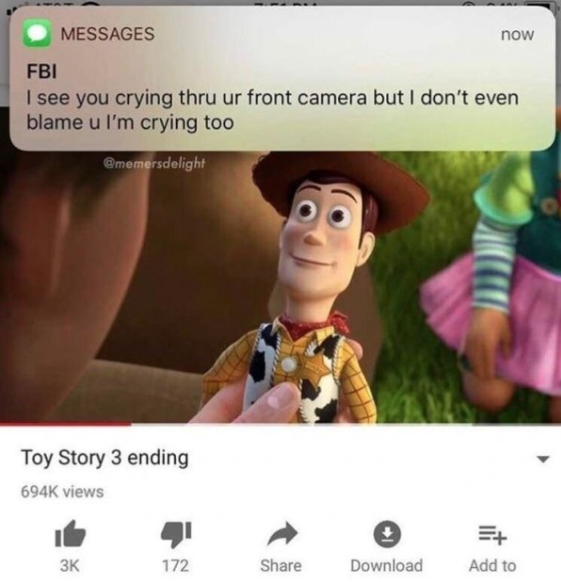 MESSAGES now
FBI
I see you crying thru ur front camera but I don't even
blame u I'm crying too
@memersdelight
Toy Story 3 ending
694K views
3K 172 Share Download Add to